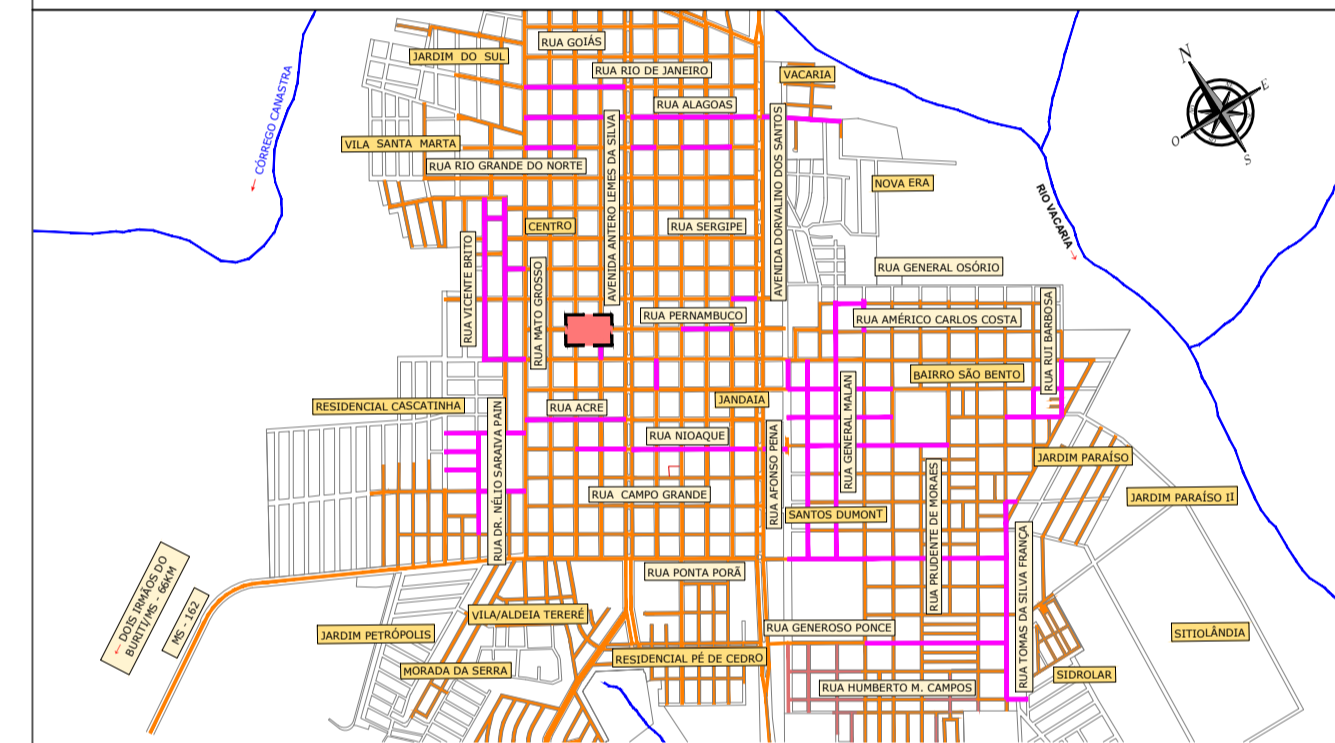 RUA GOIÁS
JARDIM DO SUL
RUA RIO DE JANEIRO
VACARIA
N
E
O
S
CÓRREGO CANASTRA
RUA ALAGOAS
VILA SANTA MARTA
RUA RIO GRANDE DO NORTE
AVENIDA ANTERO LEMES DA SILVA
AVENIDA DORVALINO DOS SANTOS
NOVA ERA
RIO VACARIA
CENTRO
RUA SERGIPE
RUA VICENTE BRITO
RUA MATO GROSSO
RUA GENERAL OSÓRIO
RUA PERNAMBUCO
RUA AMÉRICO CARLOS COSTA
RUA RUI BARBOSA
BAIRRO SÃO BENTO
RESIDENCIAL CASCATINHA
RUA ACRE
JANDAIA
RUA GENERAL MALAN
RUA NIOAQUE
RUA DR. NÉLIO SARAIVA PAIN
RUA AFONSO PENA
JARDIM PARAÍSO
RUA CAMPO GRANDE
SANTOS DUMONT
RUA PRUDENTE DE MORAES
JARDIM PARAÍSO II
RUA TOMAS DA SILVA FRANÇA
← DOIS IRMÃOS DO
BURITI/MS - 66KM
MS - 162
RUA PONTA PORÃ
VILA/ALDEIA TERERÉ
JARDIM PETRÓPOLIS
RUA GENEROSO PONCE
SITIOLÂNDIA
MORADA DA SERRA
RESIDENCIAL PÉ DE CEDRO
SIDROLAR
RUA HUMBERTO M. CAMPOS